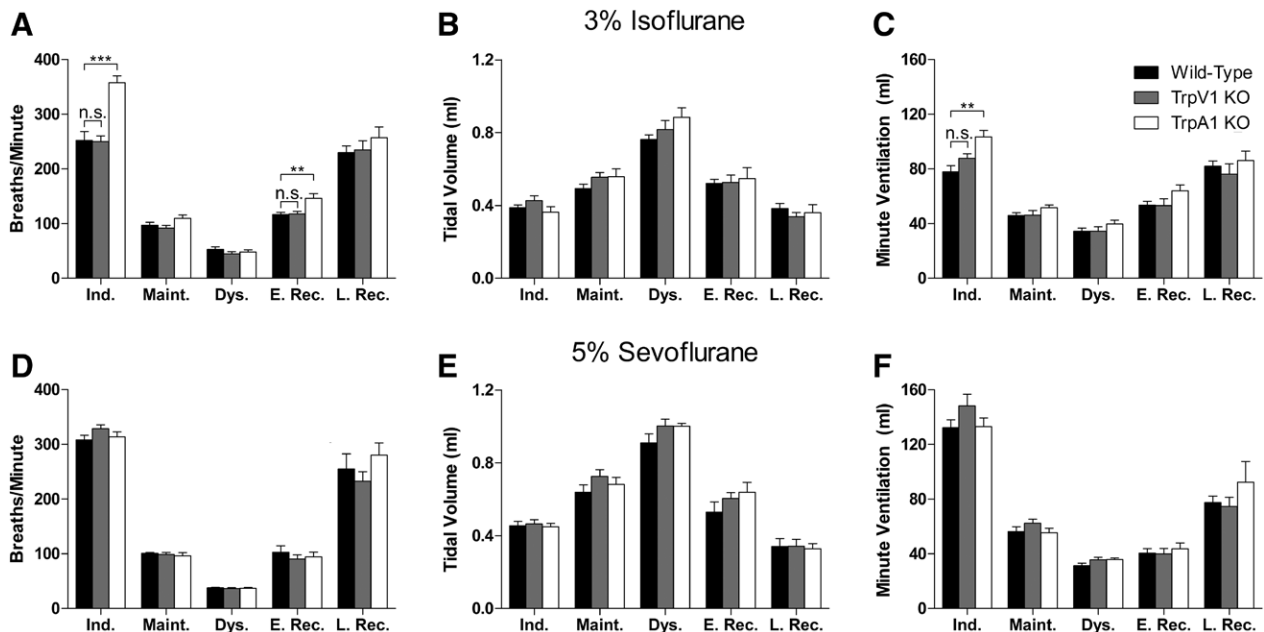 A
B
3% Isoflurane
C
Breaths/Minute
400
300
200
100
0
***
n.s.
**
n.s.
Ind. Maint. Dys. E. Rec. L. Rec.
Tidal Volume (ml)
1.2
0.8
0.4
0.0
Ind. Maint. Dys. E. Rec. L. Rec.
Minute Ventilation (ml)
160
120
80
40
0
**
n.s.
Wild-Type
TrpV1 KO
TrpA1 KO
Ind. Maint. Dys. E. Rec. L. Rec.
D
E
5% Sevoflurane
F
Breaths/Minute
400
300
200
100
0
Ind. Maint. Dys. E. Rec. L. Rec.
Tidal Volume (ml)
1.2
0.8
0.4
0.0
Ind. Maint. Dys. E. Rec. L. Rec.
Minute Ventilation (ml)
160
120
80
40
0
Ind. Maint. Dys. E. Rec. L. Rec.